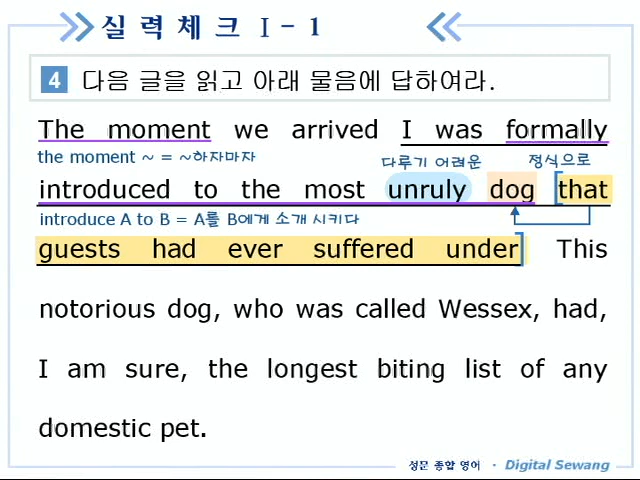 실력체크 I - 1
4 다음 글을 읽고 아래 물음에 답하여라.
The moment we arrived I was formally
the moment ~ = ~하자마자 다루기 어려운 정식으로
introduced to the most unruly dog [that
introduce A to B = A를 B에게 소개 시키다
guests had ever suffered under] This
notorious dog, who was called Wessex, had,
I am sure, the longest biting list of any
domestic pet.
정문 종합 영어 · Digital Sewang